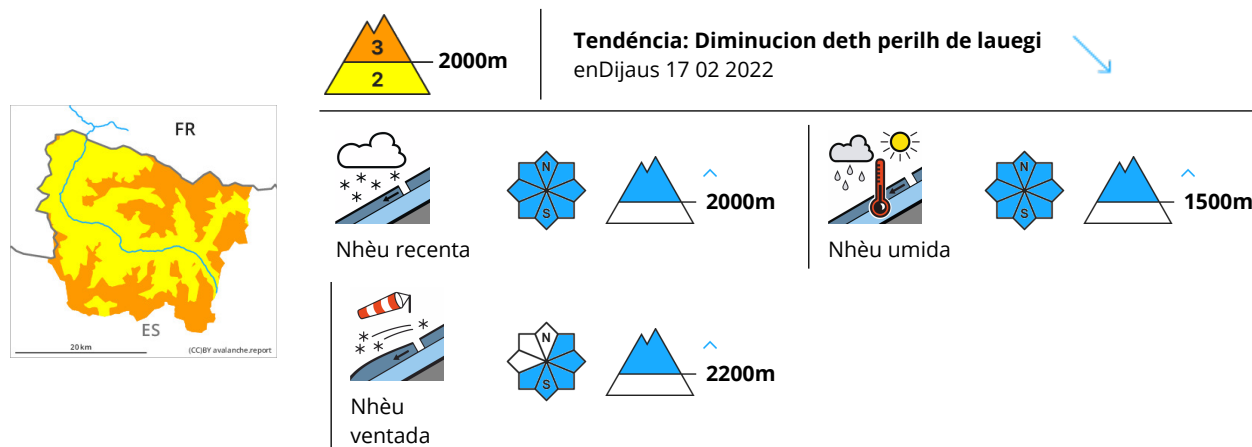 3
2
2000m
Tendéncia: Diminucion deth perilh de lauegi
enDijaus 17 02 2022
FR
ES
20 km
(CC)BY avalanche.report
N
S
2000m
Nhèu recenta
N
S
1500m
Nhèu umida
N
S
2200m
Nhèu
ventada